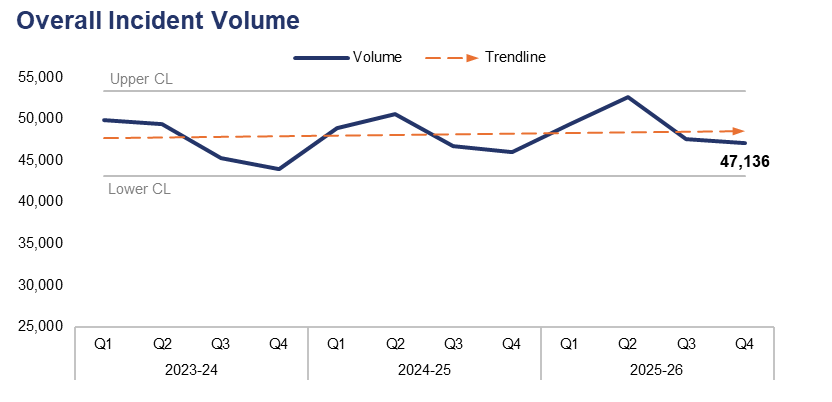 Overall Incident Volume
Volume Trendline
55,000
Upper CL
50,000
45,000
47,136
Lower CL
40,000
35,000
30,000
25,000
Q1 Q2 Q3 Q4 Q1 Q2 Q3 Q4 Q1 Q2 Q3 Q4
2023-24 2024-25 2025-26